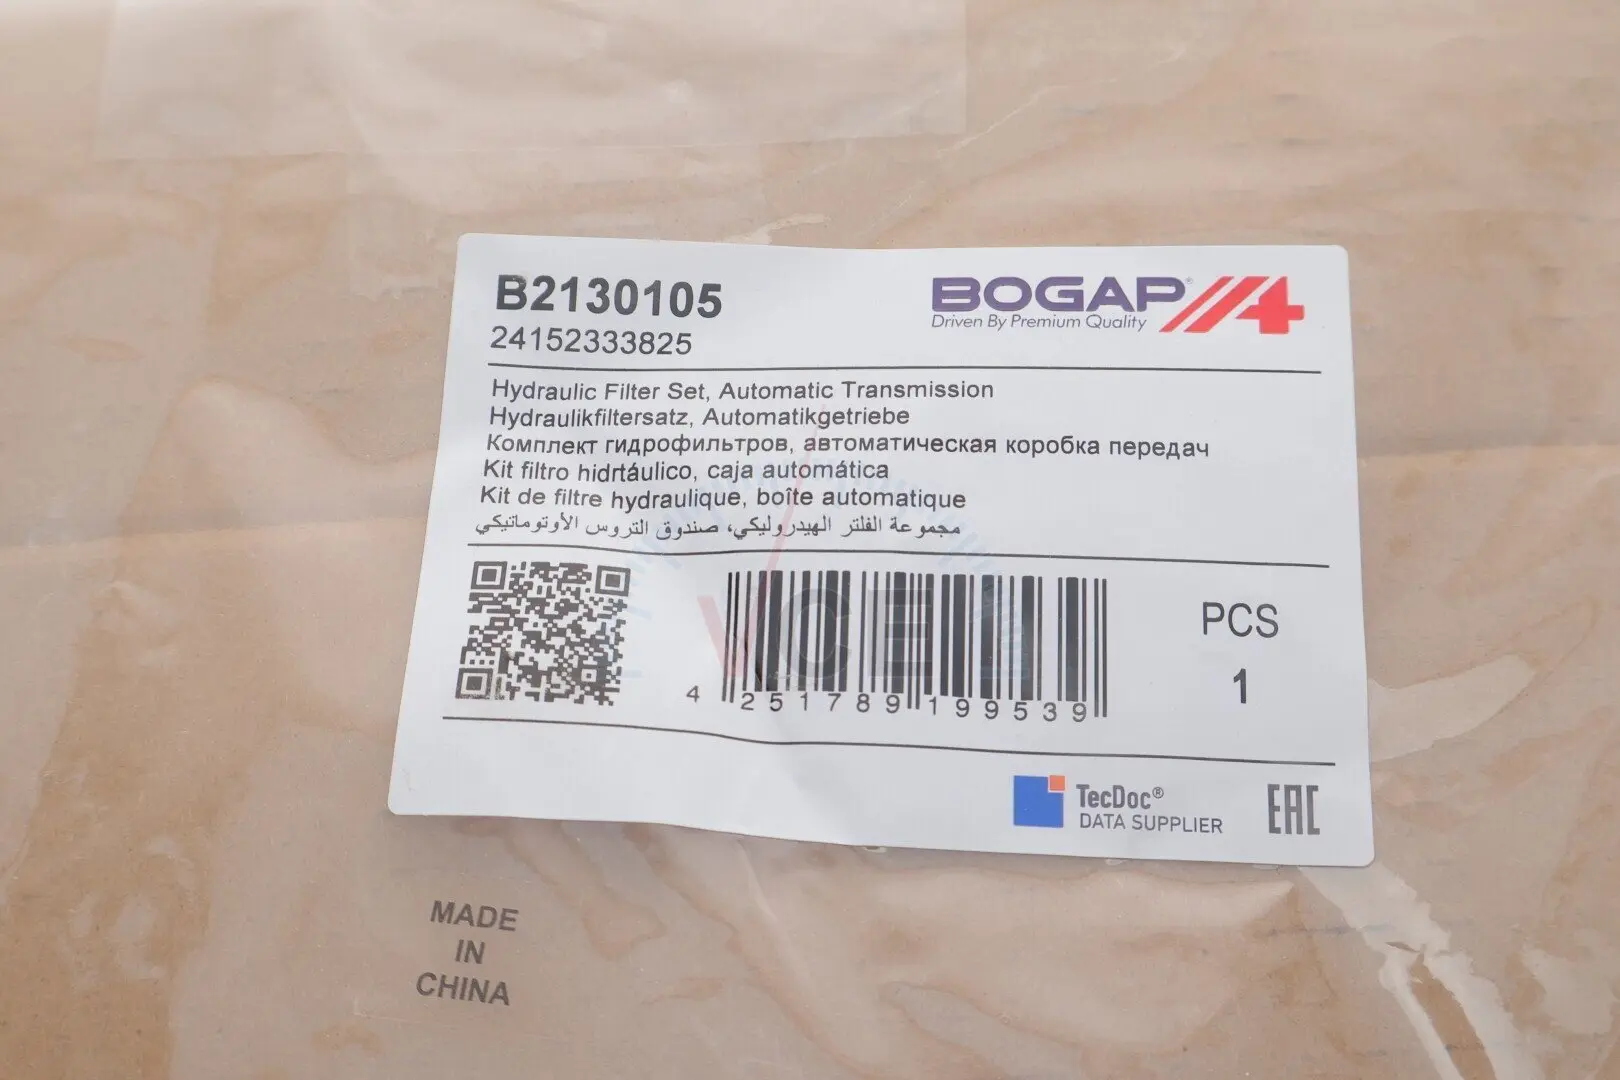 B2130105
24152333825
BOGAP®
Driven By Premium Quality
Hydraulic Filter Set, Automatic Transmission
Hydraulikfiltersatz, Automatikgetriebe
Комплект гидрофильтров, автоматическая коробка передач
Kit filtro hidrtáulico, caja automática
Kit de filtre hydraulique, boîte automatique
مجموعة الفلتر الهيدروليكي، صندوق التروس الأوتوماتيكي
VCE
4 251789 199539
PCS
1
TecDoc®
DATA SUPPLIER
EAC
MADE
IN
CHINA